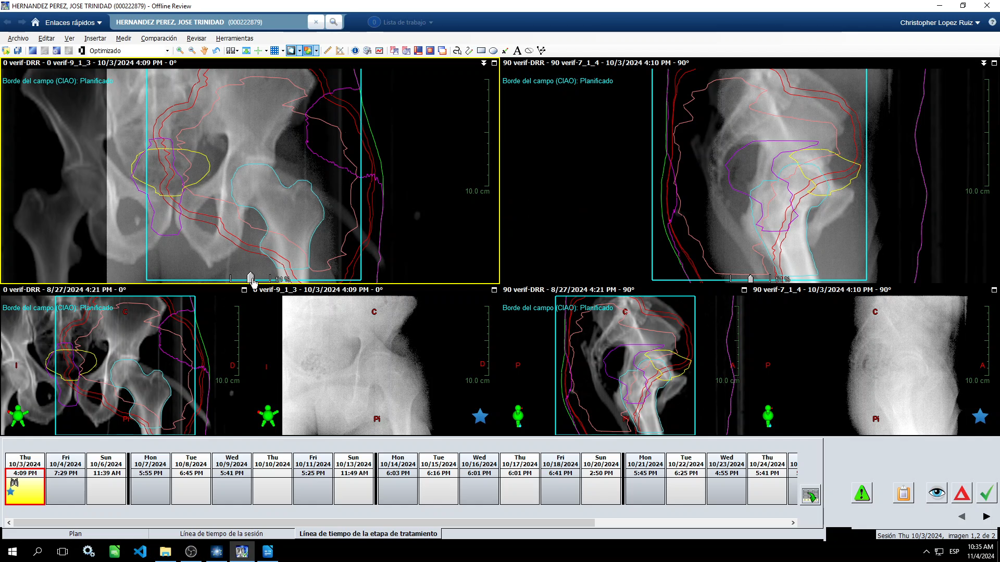 HERNANDEZ PEREZ, JOSE TRINIDAD (000222879) - Offline Review
Enlaces rápidos
HERNANDEZ PEREZ, JOSE TRINIDAD (000222879)
0 Lista de trabajo
Christopher Lopez Ruiz
Archivo Editar Ver Insertar Medir Comparación Revisar Herramientas
Optimizado
0 verif-DRR - 0 verif-9_1_3 - 10/3/2024 4:09 PM - 0°
Borde del campo (CIAO): Planificado
10.0 cm
51 %
90 verif-DRR - 90 verif-7_1_4 - 10/3/2024 4:10 PM - 90°
Borde del campo (CIAO): Planificado
10.0 cm
51 %
0 verif-DRR - 8/27/2024 4:21 PM - 0°
Borde del campo (CIAO): Planificado
C
I
D
10.0 cm
Pi
0 verif-9_1_3 - 10/3/2024 4:09 PM - 0°
C
I
D
10.0 cm
Pi
90 verif-DRR - 8/27/2024 4:21 PM - 90°
Borde del campo (CIAO): Planificado
C
P
A
10.0 cm
Pi
90 verif-7_1_4 - 10/3/2024 4:10 PM - 90°
C
P
A
10.0 cm
Pi
Thu Fri Sun Mon Tue Wed Thu Fri Sun Mon Tue Wed Thu Fri Sun Mon Tue Wed Thu
10/3/2024 10/4/2024 10/6/2024 10/7/2024 10/8/2024 10/9/2024 10/10/2024 10/11/2024 10/13/2024 10/14/2024 10/15/2024 10/16/2024 10/17/2024 10/18/2024 10/20/2024 10/21/2024 10/22/2024 10/23/2024 10/24/2024 10
4:09 PM 7:29 PM 11:39 AM 5:55 PM 6:45 PM 5:41 PM 5:25 PM 11:49 AM 6:03 PM 6:16 PM 6:01 PM 6:01 PM 6:41 PM 2:50 PM 5:45 PM 6:25 PM 4:55 PM 5:41 PM
Plan Línea de tiempo de la sesión Línea de tiempo de la etapa de tratamiento
Sesión Thu 10/3/2024, imagen 1,2 de 2
ESP
10:35 AM
11/4/2024